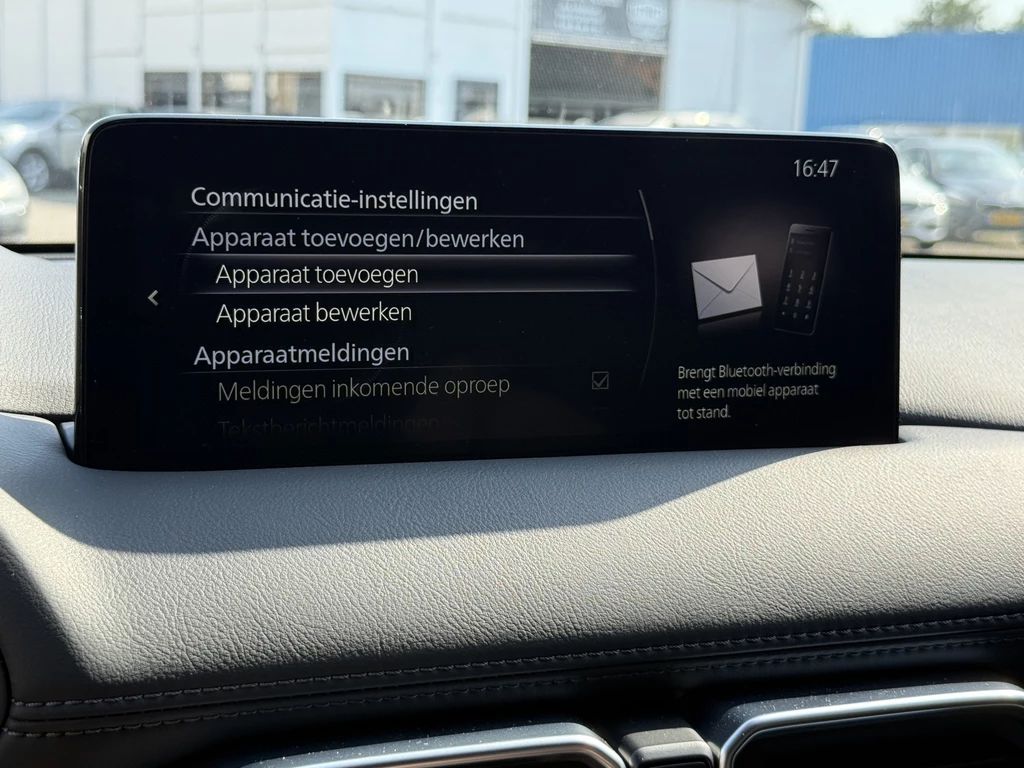 16:47
Communicatie-instellingen
Apparaat toevoegen/bewerken
Apparaat toevoegen
Apparaat bewerken
Apparaatmeldingen
Meldingen inkomende oproep
Tekstberichtmeldingen
Brengt Bluetooth-verbinding
met een mobiel apparaat
tot stand.